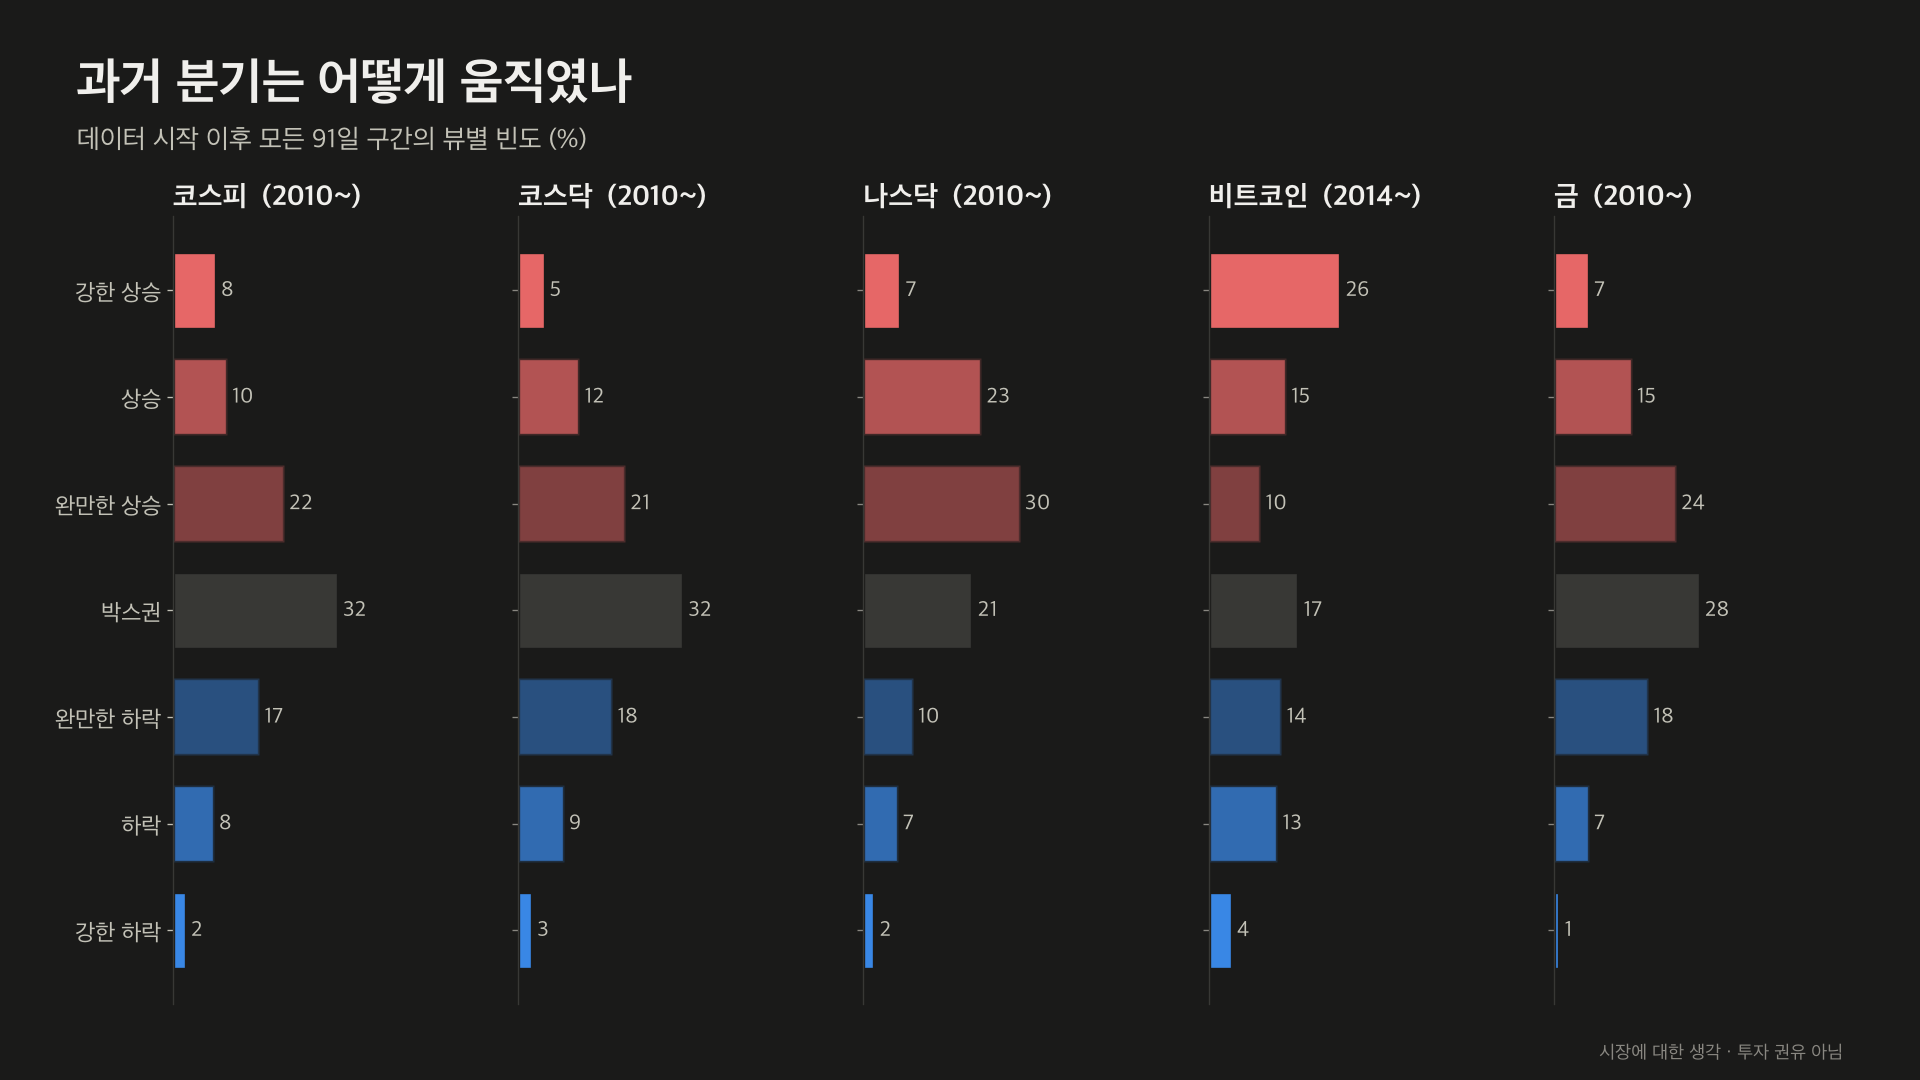 과거 분기는 어떻게 움직였나
데이터 시작 이후 모든 91일 구간의 뷰별 빈도 (%)
코스피 (2010~) 코스닥 (2010~) 나스닥 (2010~) 비트코인 (2014~) 금 (2010~)
강한 상승 8 5 7 26 7
상승 10 12 23 15 15
완만한 상승 22 21 30 10 24
박스권 32 32 21 17 28
완만한 하락 17 18 10 14 18
하락 8 9 7 13 7
강한 하락 2 3 2 4 1
시장에 대한 생각 · 투자 권유 아님